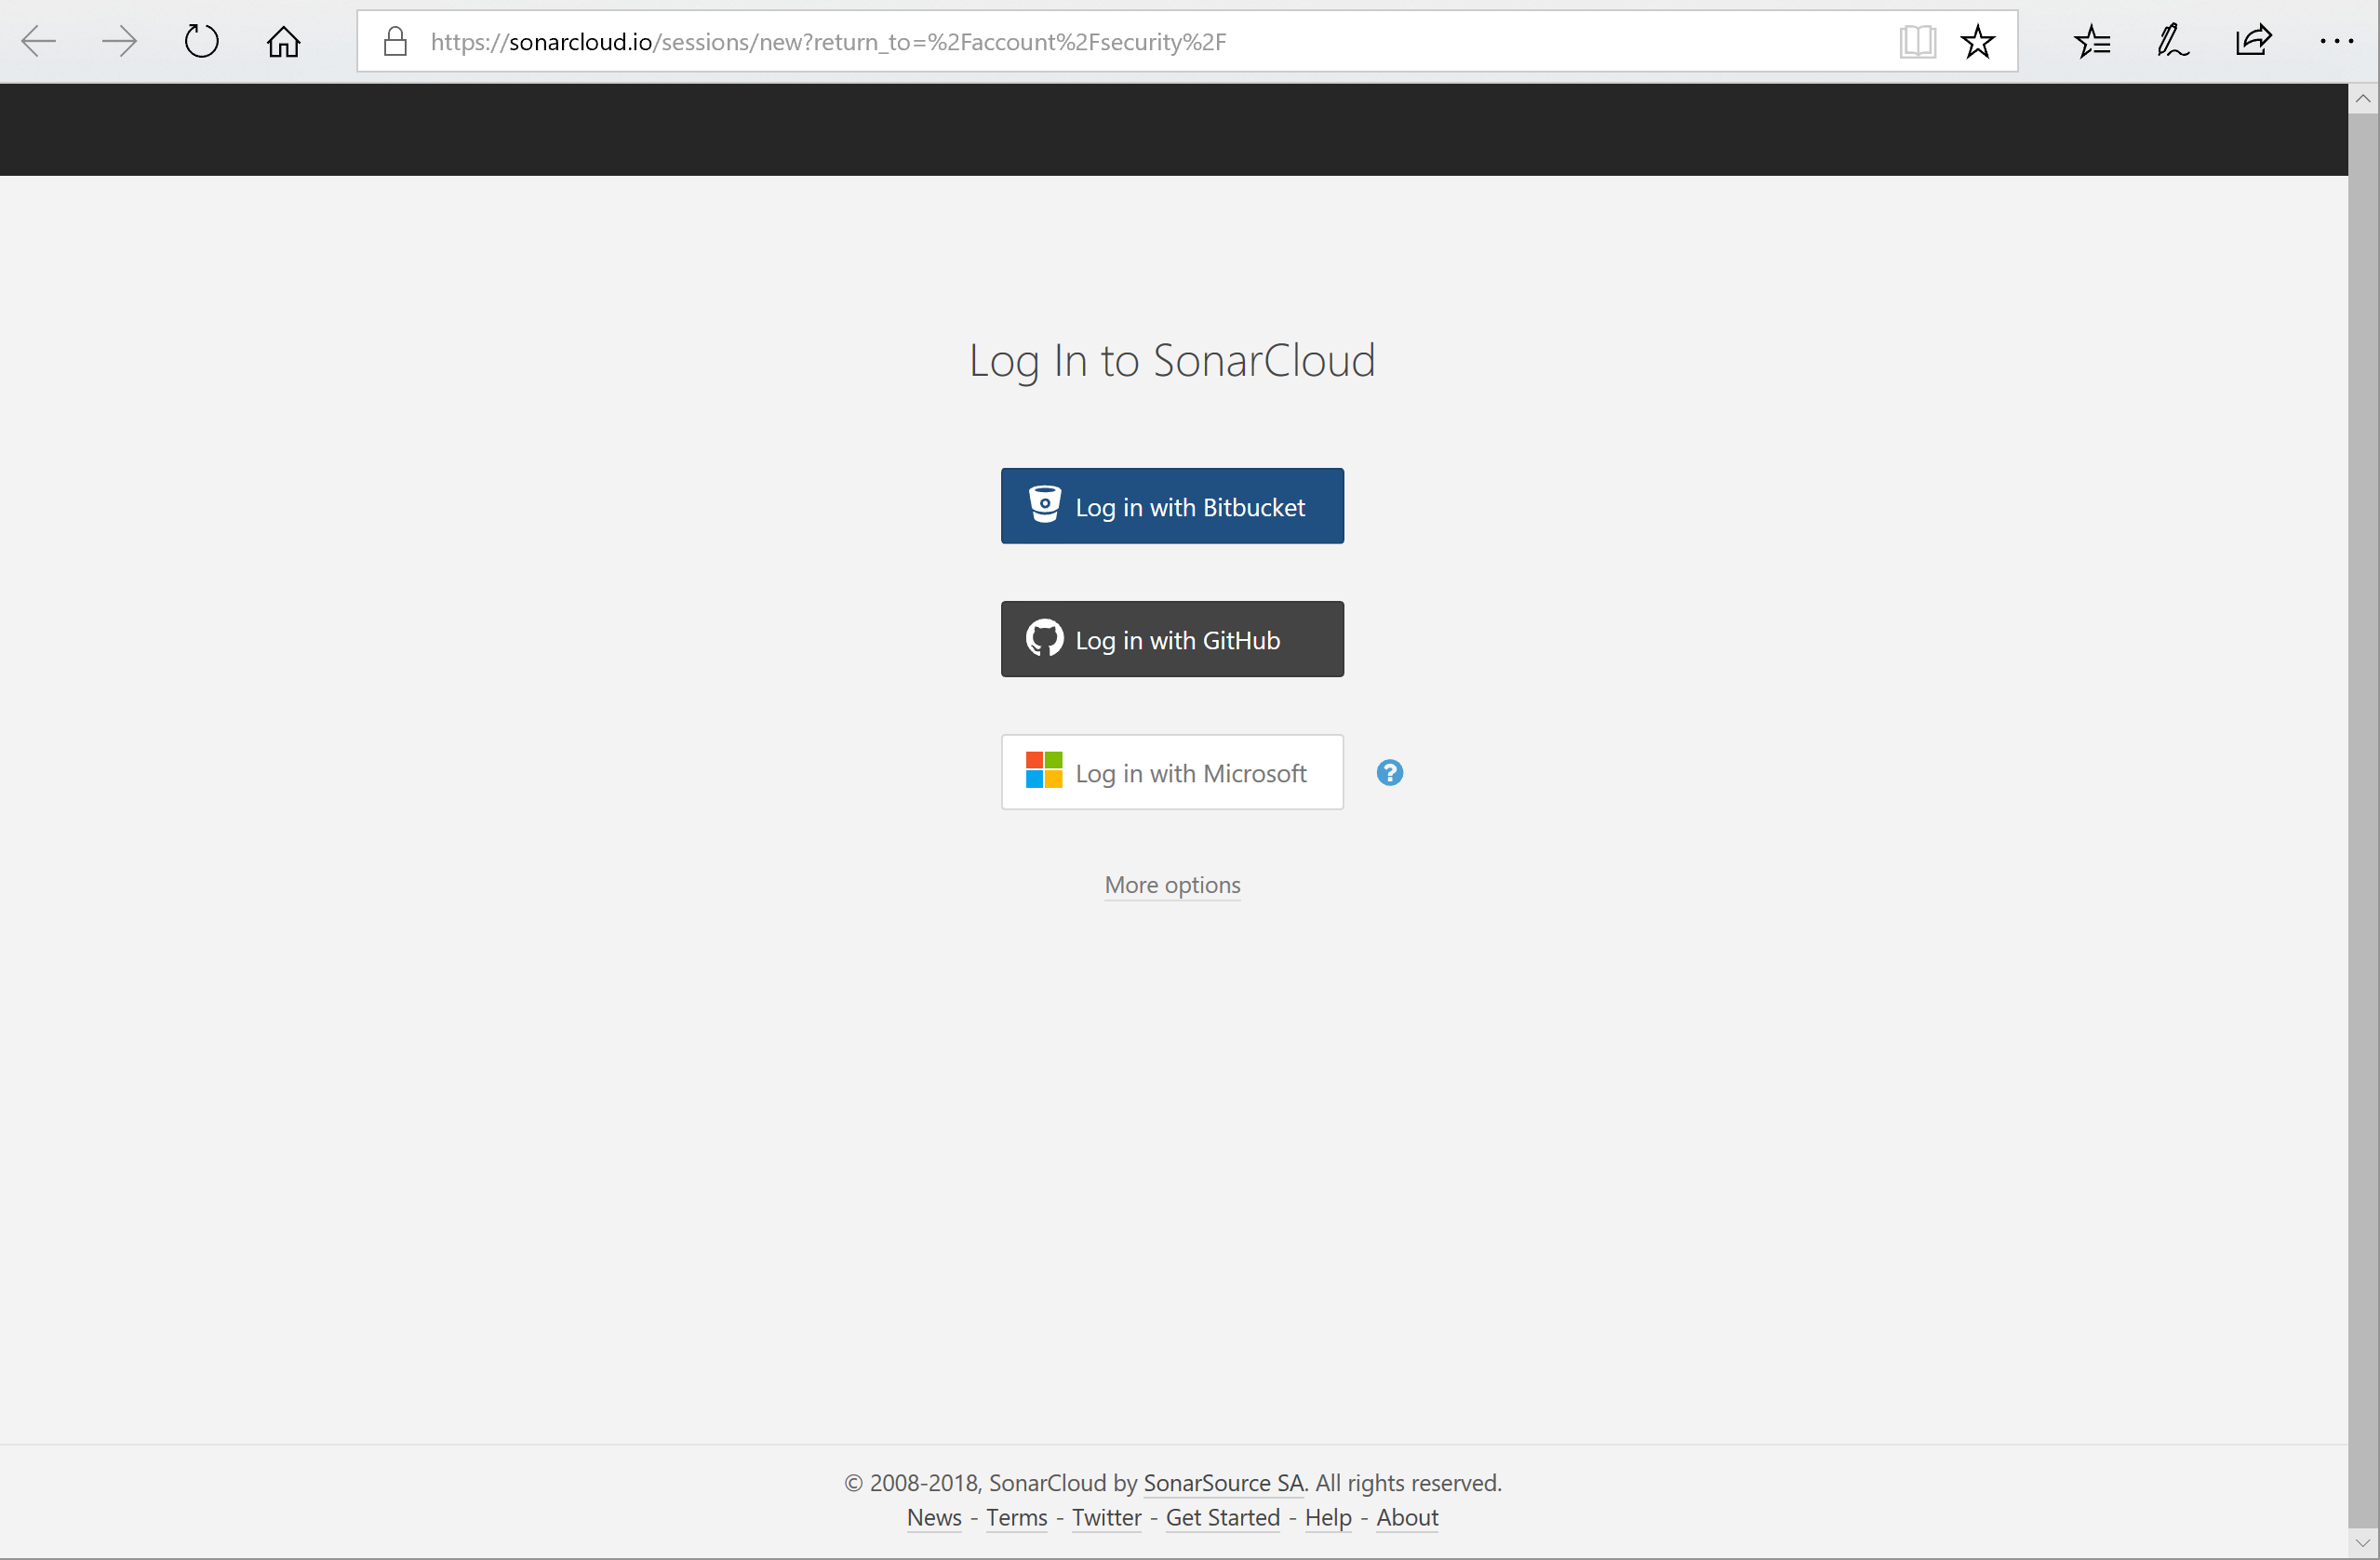 https://sonarcloud.io/sessions/new?return_to=%2Faccount%2Fsecurity%2F
Log In to SonarCloud
Log in with Bitbucket
Log in with GitHub
Log in with Microsoft
?
More options
© 2008-2018, SonarCloud by SonarSource SA. All rights reserved.
News - Terms - Twitter - Get Started - Help - About